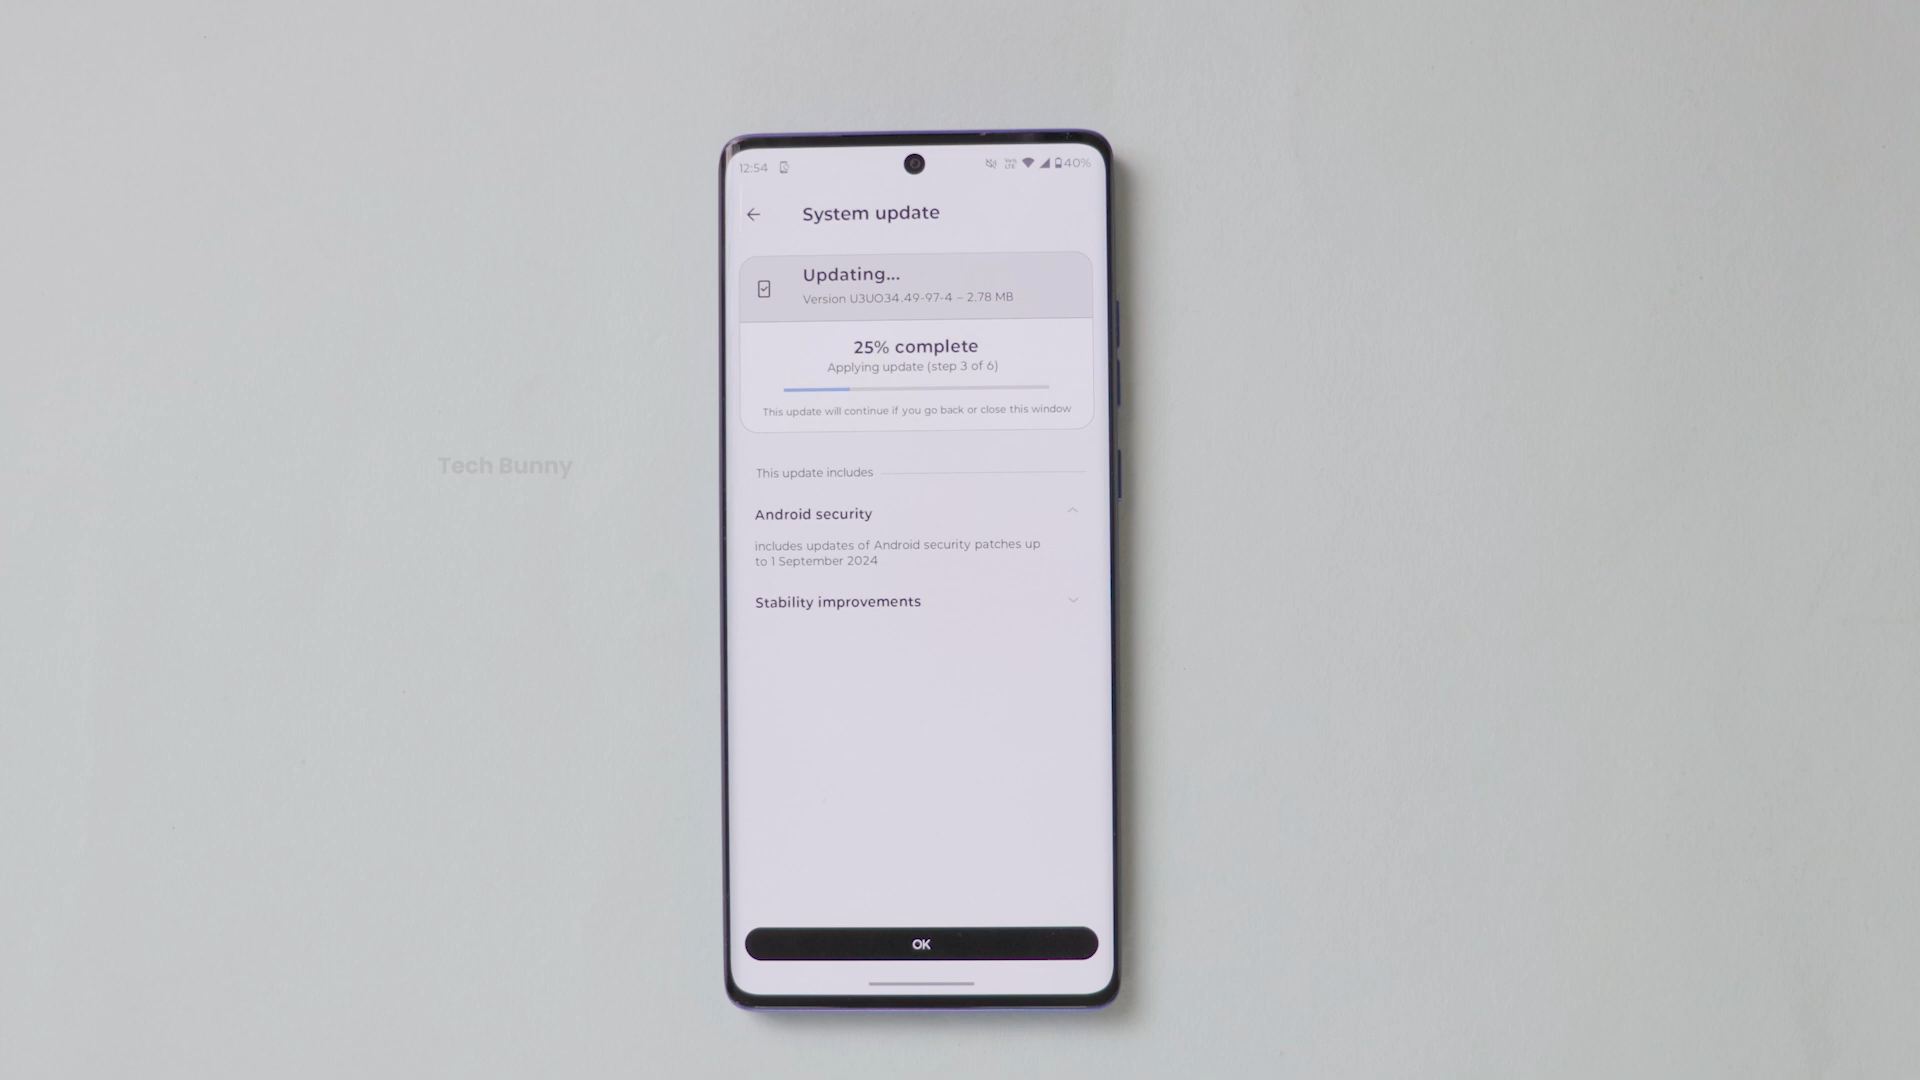 12:54
VoLTE
40%
System update
Updating...
Version U3UO34.49-97-4 – 2.78 MB
25% complete
Applying update (step 3 of 6)
This update will continue if you go back or close this window
Tech Bunny
This update includes
Android security
includes updates of Android security patches up
to 1 September 2024
Stability improvements
OK